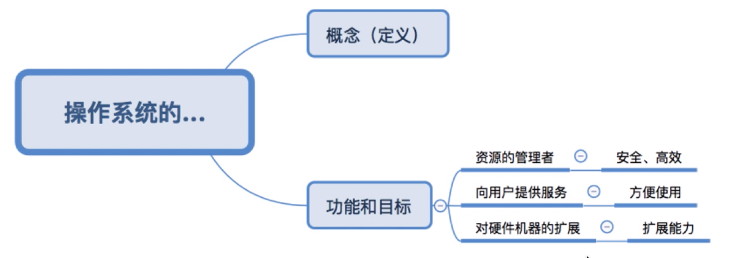 概念（定义）
操作系统的...
功能和目标
资源的管理者
安全、高效
向用户提供服务
方便使用
对硬件机器的扩展
扩展能力